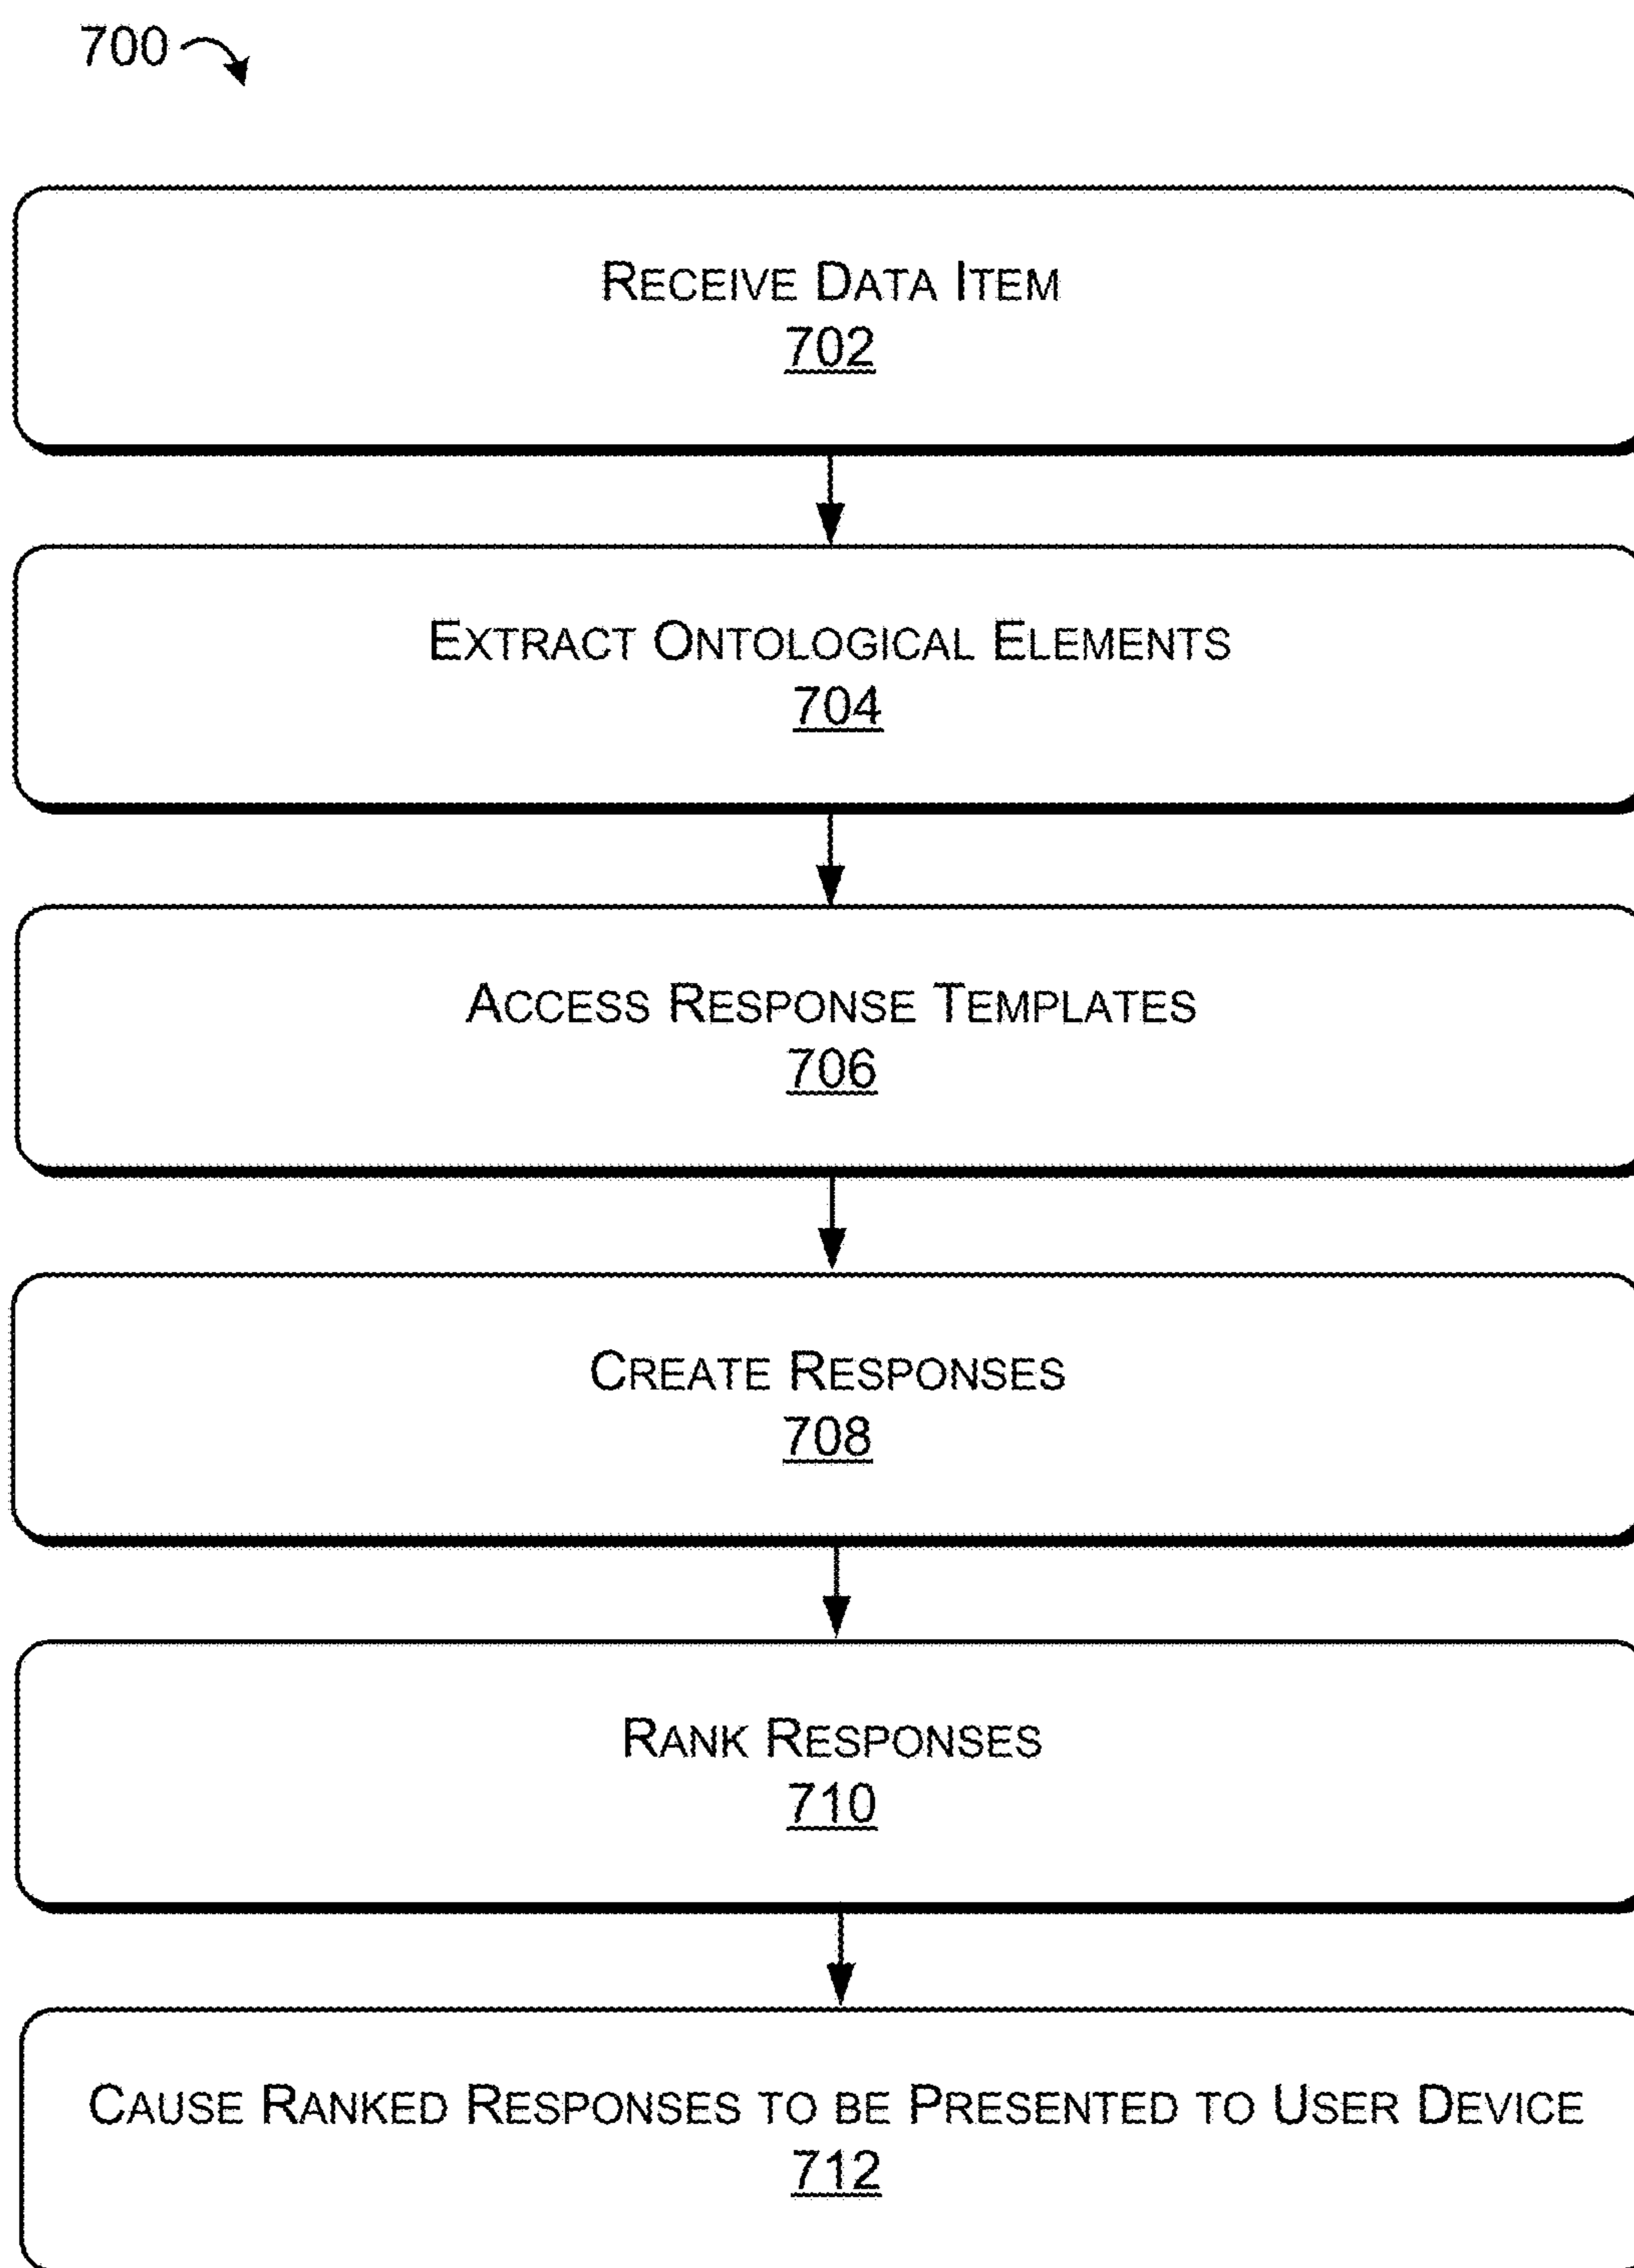 700
RECEIVE DATA ITEM
702
EXTRACT ONTOLOGICAL ELEMENTS
704
ACCESS RESPONSE TEMPLATES
706
CREATE RESPONSES
708
RANK RESPONSES
710
CAUSE RANKED RESPONSES TO BE PRESENTED TO USER DEVICE
712